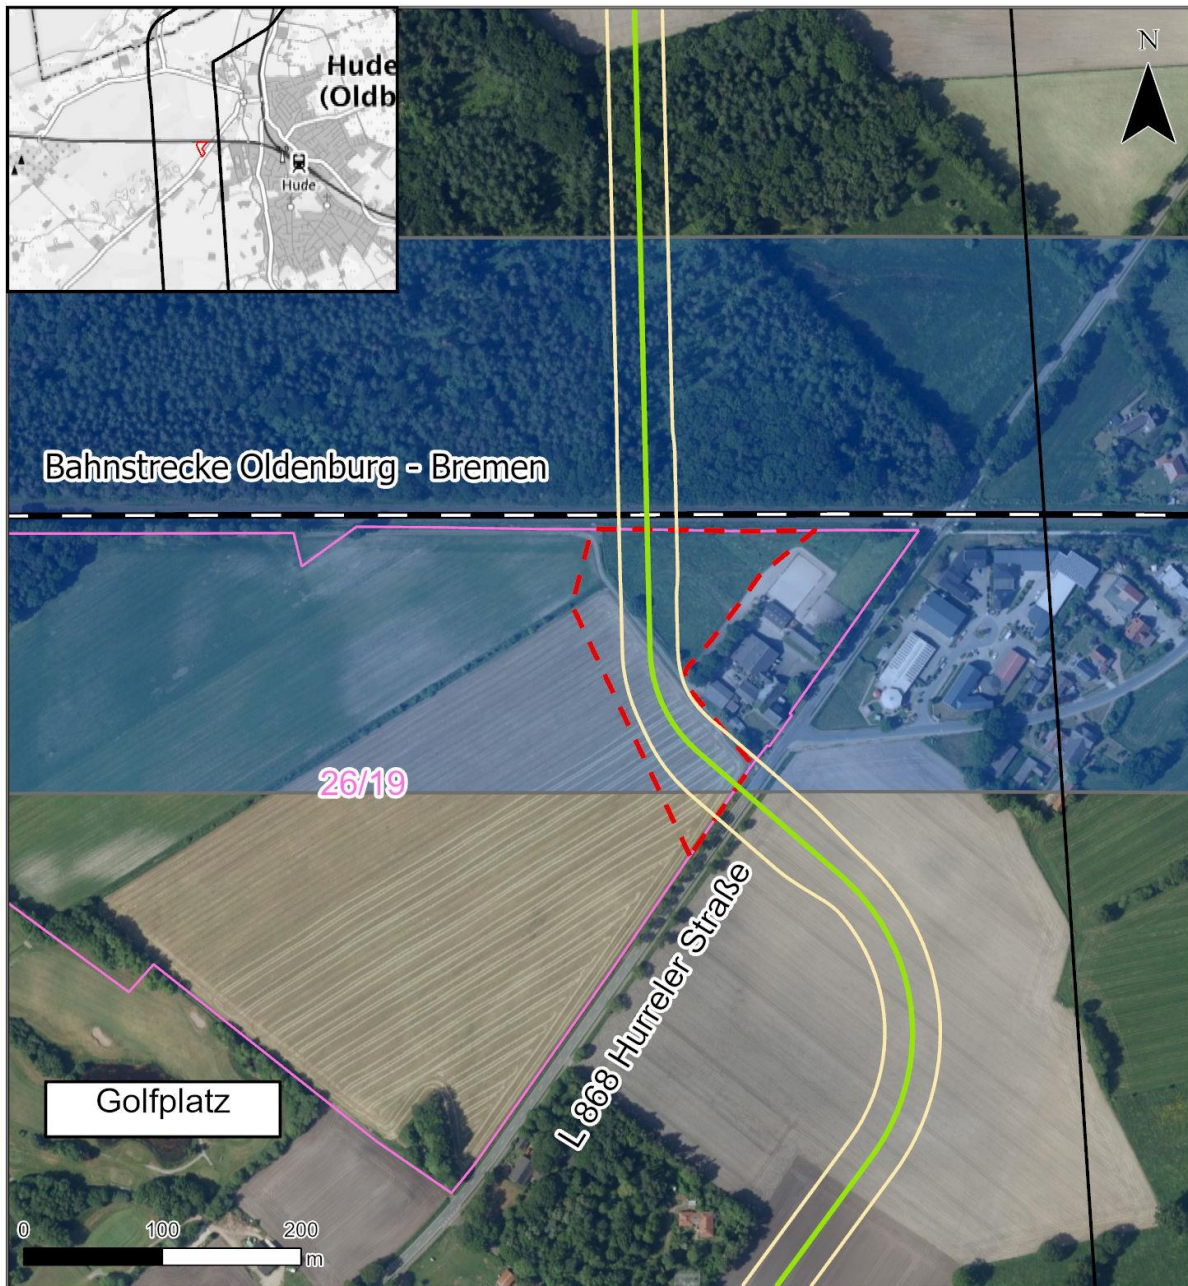 Hude
(Oldb
Hude
N
Bahnstrecke Oldenburg - Bremen
26/19
L 868 Hurreler Straße
Golfplatz
0 100 200
m